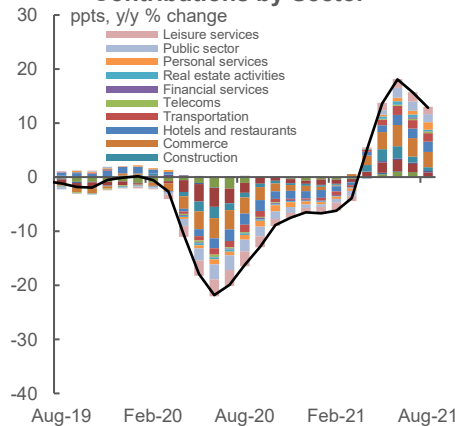 Contributions by Sector
30
ppts, y/y % change
Leisure services
Public sector
Personal services
Real estate activities
Financial services
Telecoms
Transportation
Hotels and restaurants
Commerce
Construction
20
10
0
-10
-20
-30
-40
Aug-19
Feb-20
Aug-20
Feb-21
Aug-21